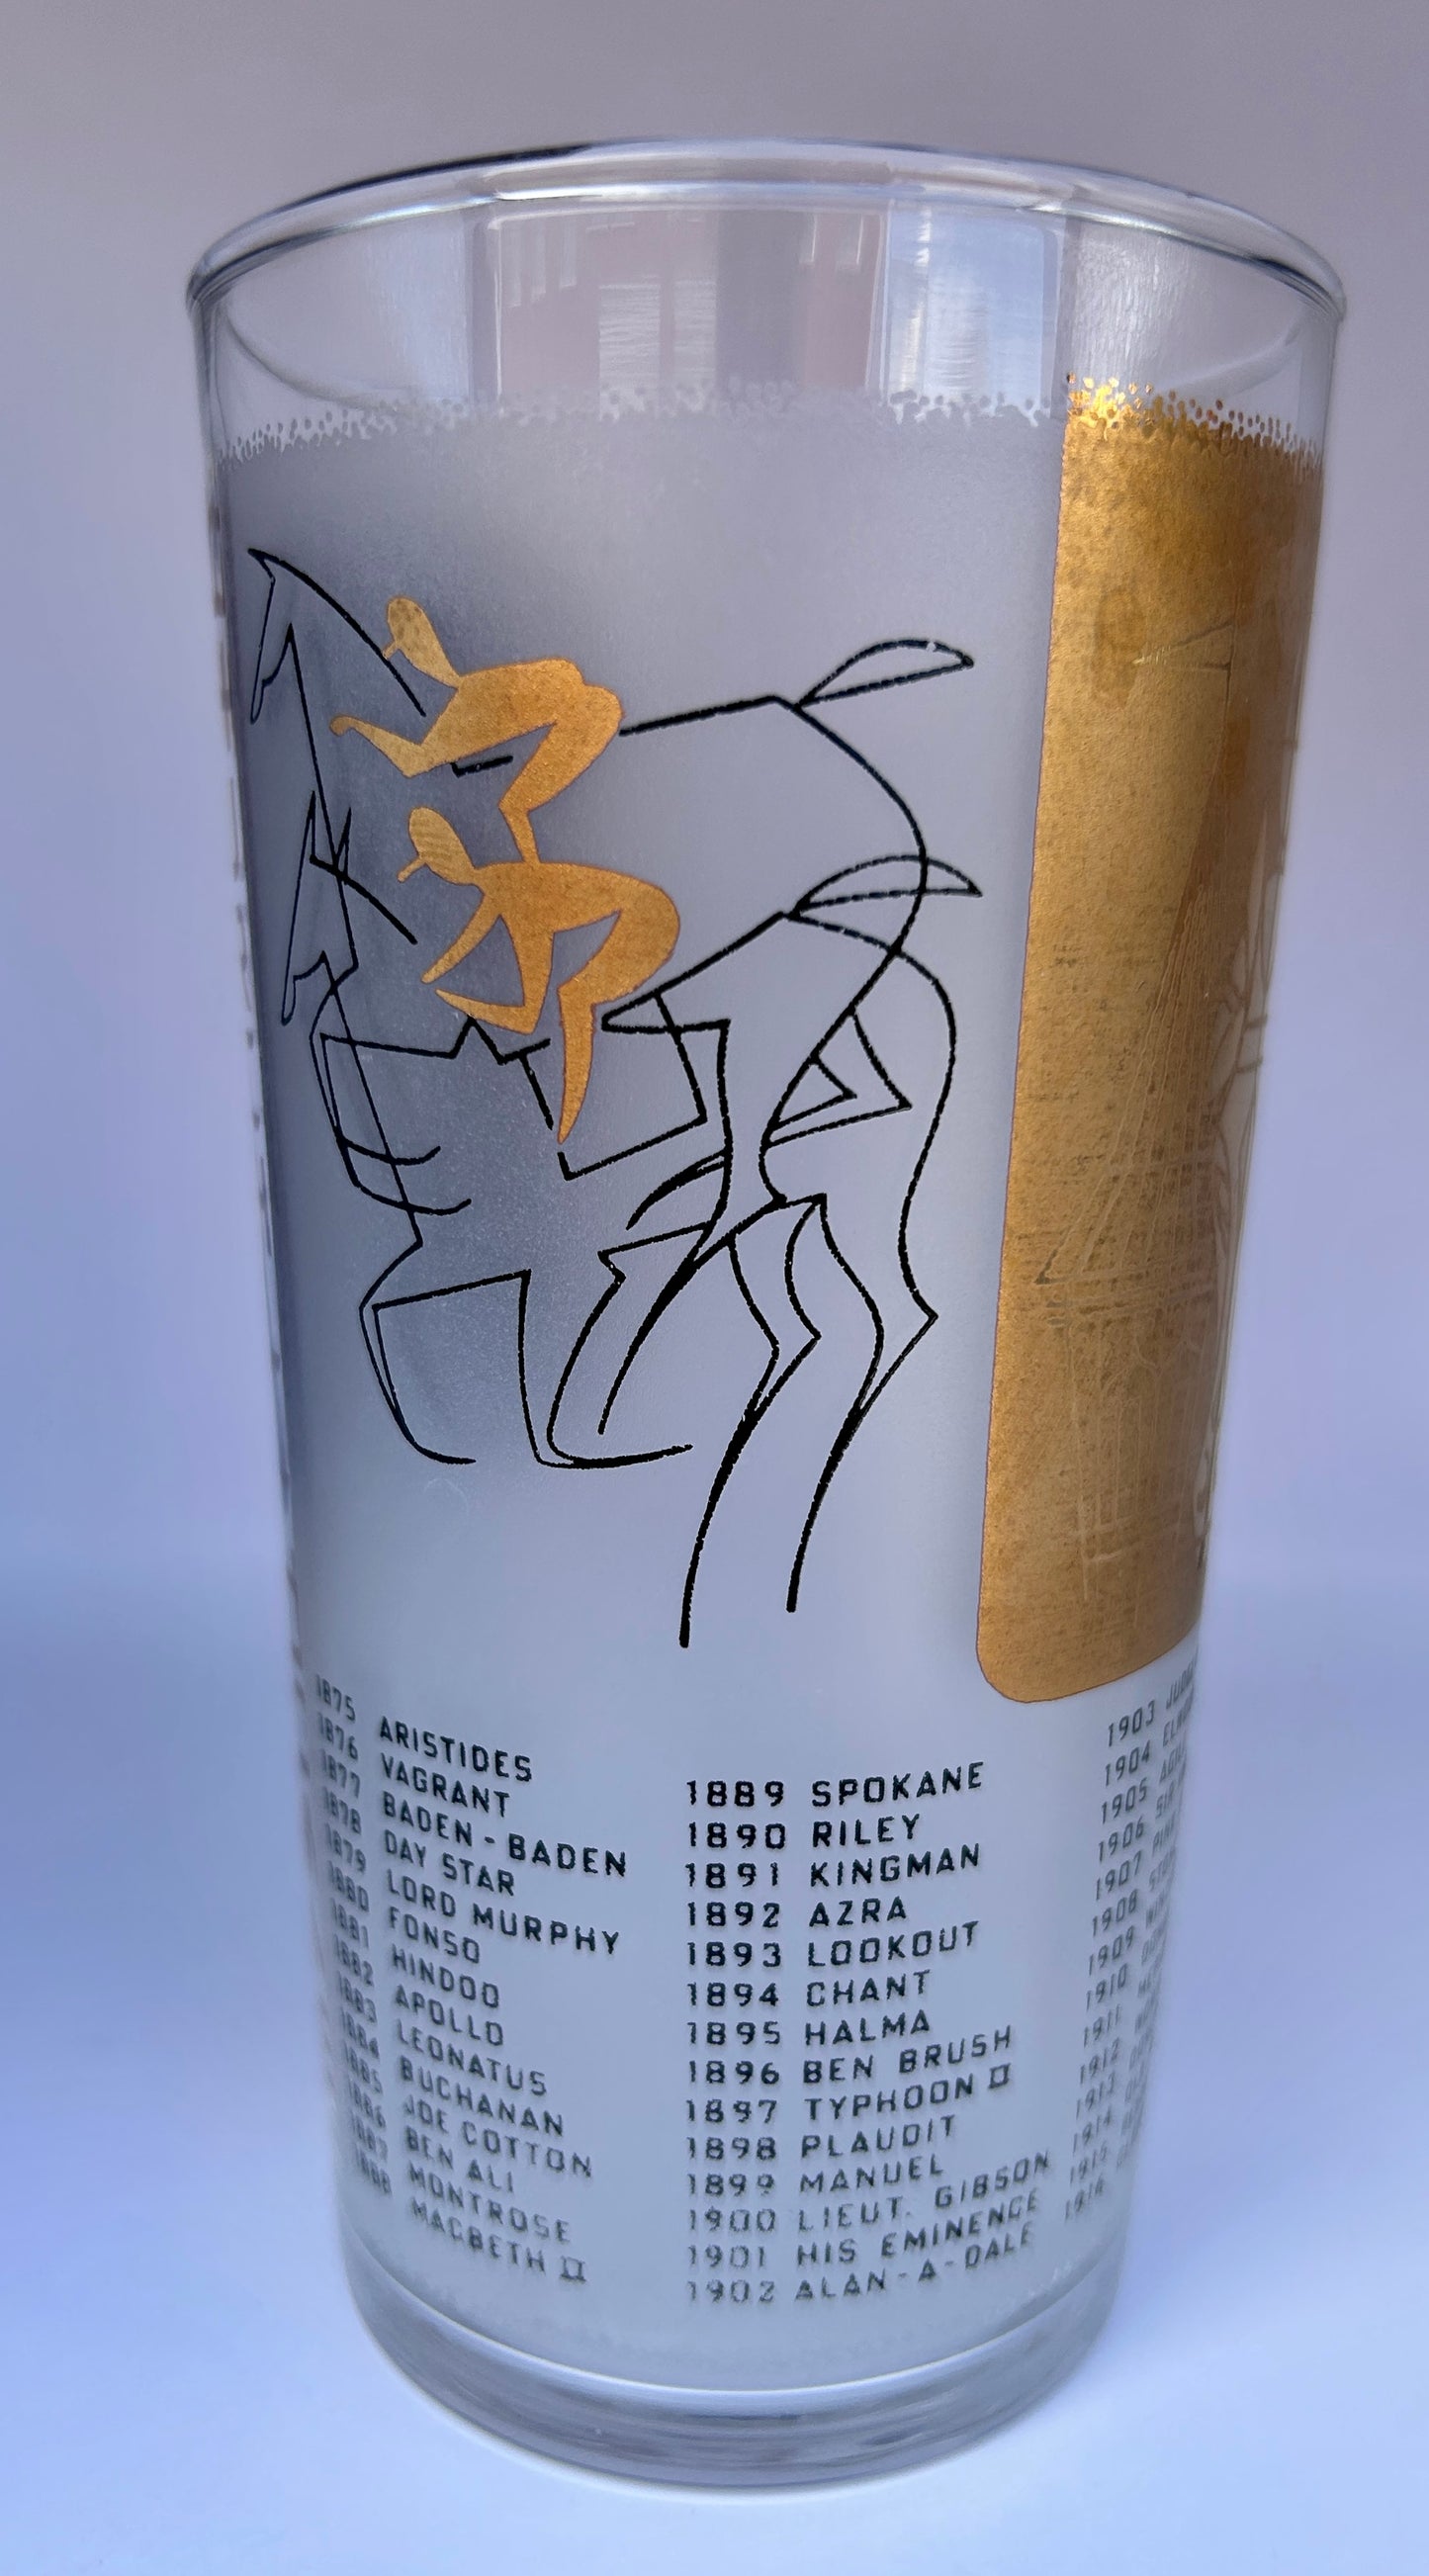 1875 ARISTIDES
1876 VAGRANT
1877 BADEN-BADEN
1878 DAY STAR
1879 LORD MURPHY
1880 FONSO
1881 HINDOO
1882 APOLLO
1883 LEONATUS
1884 BUCHANAN
1885 JOE COTTON
1886 BEN ALI
1887 MONTROSE
1888 MACBETH II
1889 SPOKANE
1890 RILEY
1891 KINGMAN
1892 AZRA
1893 LOOKOUT
1894 CHANT
1895 HALMA
1896 BEN BRUSH
1897 TYPHOON II
1898 PLAUDIT
1899 MANUEL
1900 LIEUT. GIBSON
1901 HIS EMINENCE
1902 ALAN-A-DALE
1903
1904
1905
1906
1907
1908
1909
1910
1911
1912
1913
1914
1915
1916